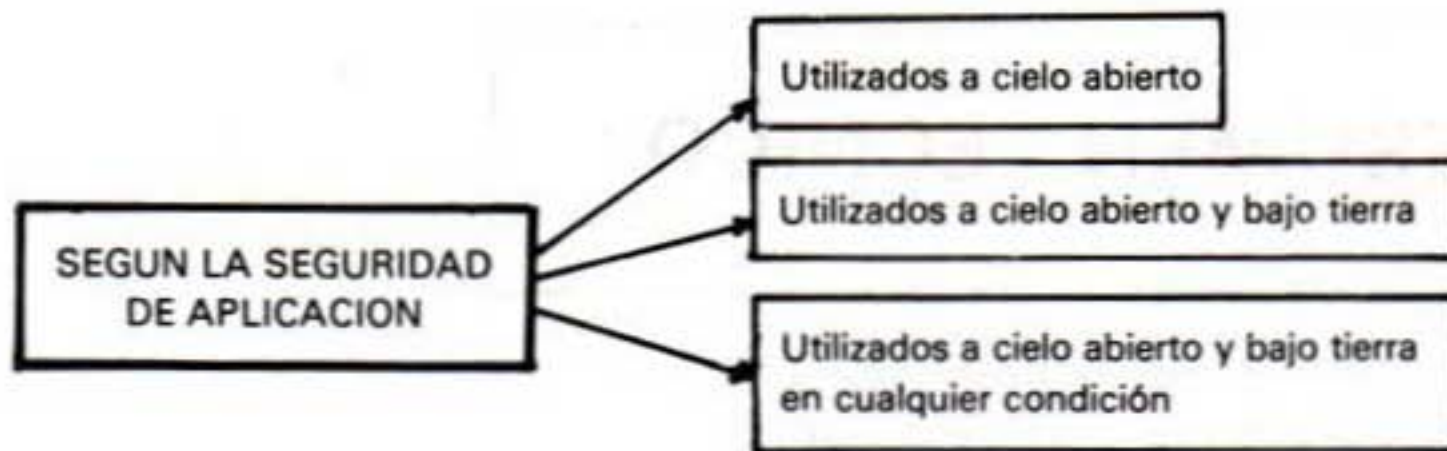 Utilizados a cielo abierto
Utilizados a cielo abierto y bajo tierra
SEGUN LA SEGURIDAD
DE APLICACION
Utilizados a cielo abierto y bajo tierra
en cualquier condición